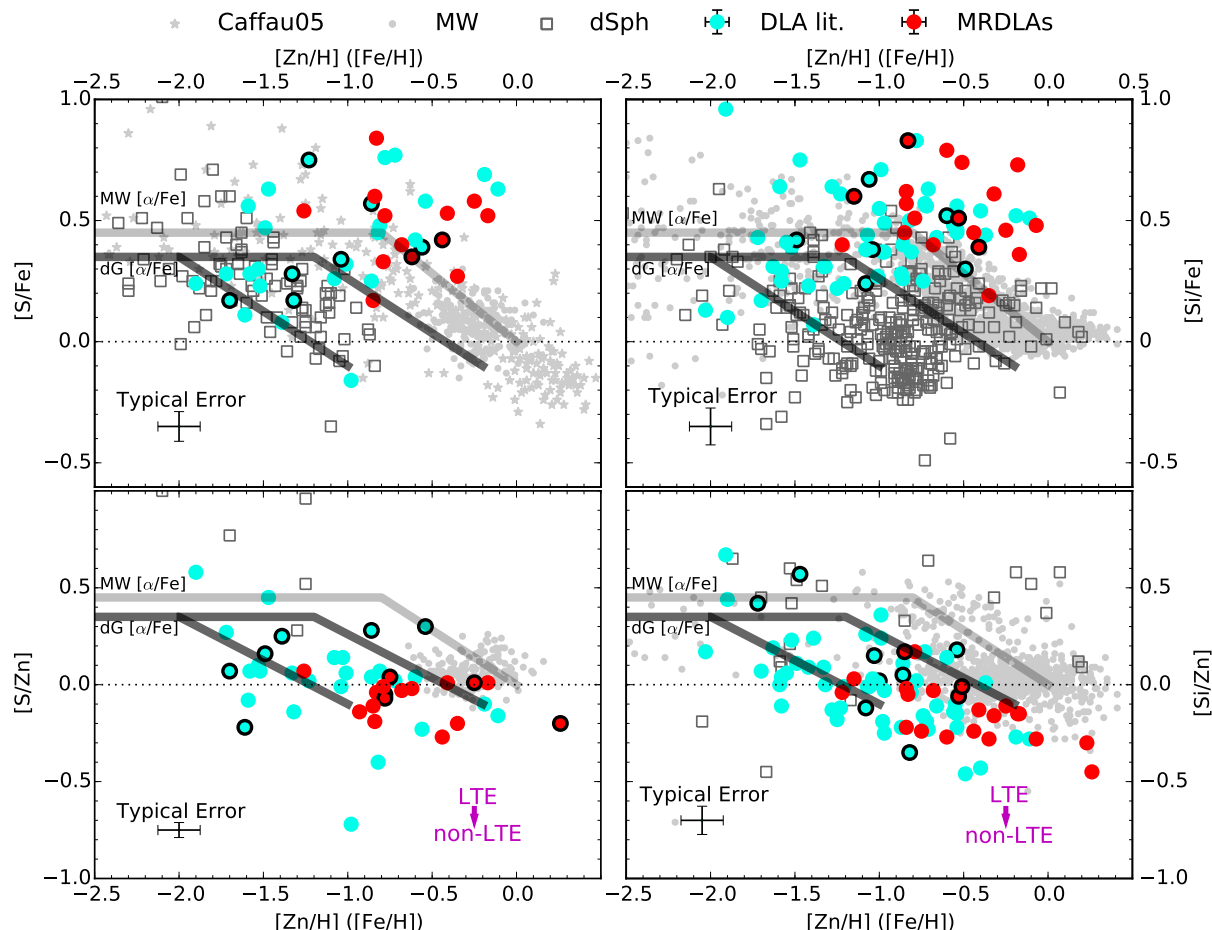 Caffau05 MW dSph DLA lit. MRDLAs
[Zn/H] ([Fe/H]) [Zn/H] ([Fe/H])
−2.5 −2.0 −1.5 −1.0 −0.5 0.0 −2.5 −2.0 −1.5 −1.0 −0.5 0.0 0.5
1.0 1.0
0.5 0.5
MW [α/Fe] MW [α/Fe]
dG [α/Fe] dG [α/Fe]
[S/Fe] [Si/Fe]
0.0 0.0
Typical Error Typical Error
−0.5 -0.5
0.5 0.5
MW [α/Fe] MW [α/Fe]
dG [α/Fe] dG [α/Fe]
[S/Zn] [Si/Zn]
0.0 0.0
−0.5 −0.5
Typical Error LTE Typical Error LTE
non-LTE non-LTE
−1.0 −1.0
−2.5 −2.0 −1.5 −1.0 −0.5 0.0 −2.5 −2.0 −1.5 −1.0 −0.5 0.0
[Zn/H] ([Fe/H]) [Zn/H] ([Fe/H])